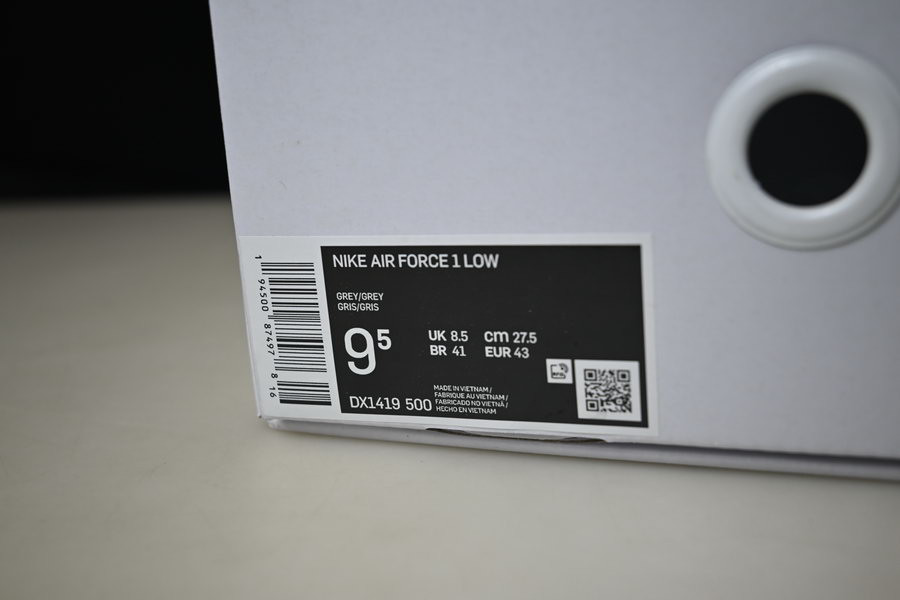 NIKE AIR FORCE 1 LOW
GREY/GREY
GRIS/GRIS
9⁵
UK 8.5 cm 27.5
BR 41 EUR 43
DX1419 500
MADE IN VIETNAM /
FABRIQUE AU VIETNAM /
FABRICADO NO VIETNÃ /
HECHO EN VIETNAM
1 94500 87497 8 16